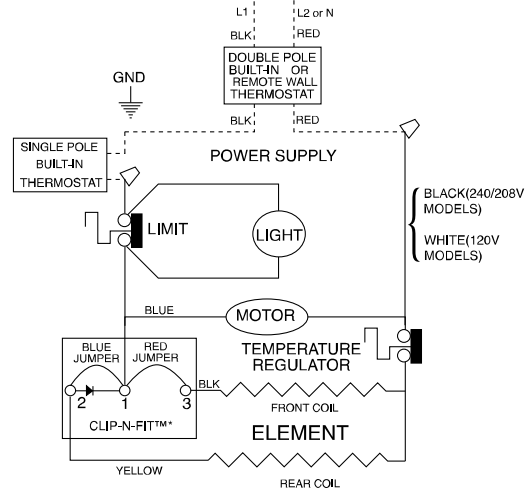 L1
L2 or N
BLK
RED
DOUBLE POLE
BUILT-IN OR
REMOTE WALL
THERMOSTAT
GND
BLK
RED
SINGLE POLE
BUILT-IN
THERMOSTAT
POWER SUPPLY
BLACK(240/208V
MODELS)
WHITE(120V
MODELS)
LIMIT
LIGHT
BLUE
MOTOR
BLUE
JUMPER
RED
JUMPER
TEMPERATURE
REGULATOR
BLK
2
1
3
FRONT COIL
CLIP-N-FIT™*
ELEMENT
YELLOW
REAR COIL